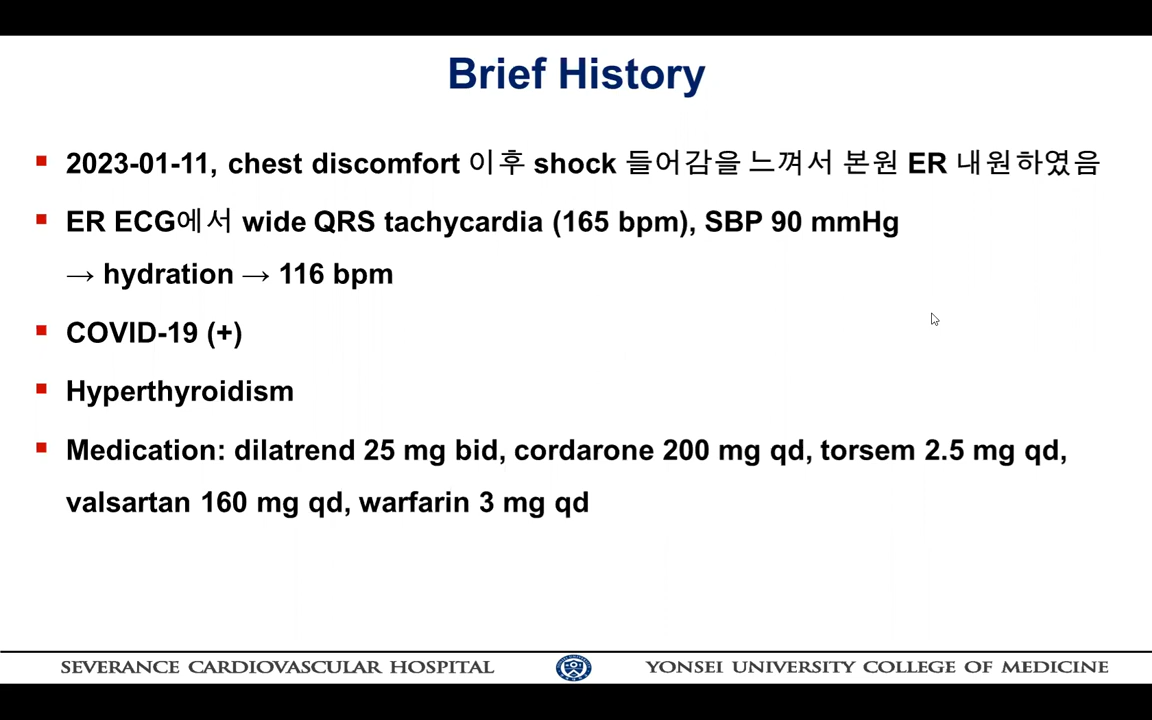 Brief History
2023-01-11, chest discomfort 이후 shock 들어감을 느껴서 본원 ER 내원하였음
ER ECG에서 wide QRS tachycardia (165 bpm), SBP 90 mmHg
→ hydration → 116 bpm
COVID-19 (+)
Hyperthyroidism
Medication: dilatrend 25 mg bid, cordarone 200 mg qd, torsem 2.5 mg qd,
valsartan 160 mg qd, warfarin 3 mg qd
SEVERANCE CARDIOVASCULAR HOSPITAL
YONSEI UNIVERSITY COLLEGE OF MEDICINE